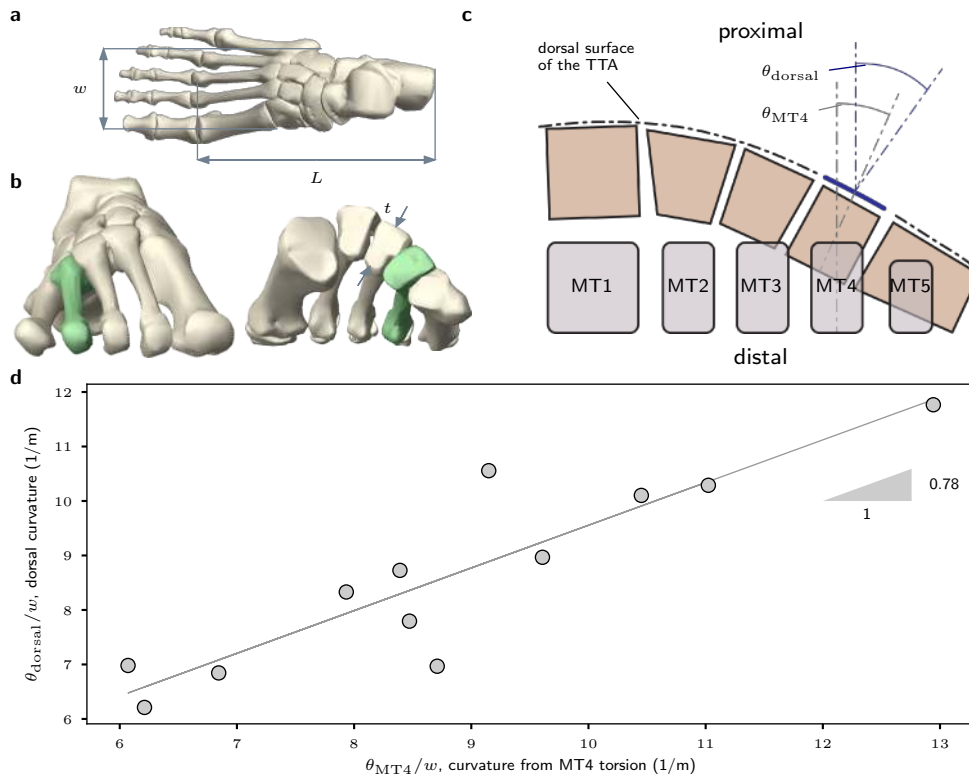 a
w
L
b
t
c
proximal
dorsal surface
of the TTA
θdorsal
θMT4
MT1
MT2
MT3
MT4
MT5
distal
d
12
11
10
9
8
7
6
θdorsal/w, dorsal curvature (1/m)
0.78
1
6
7
8
9
10
11
12
13
θMT4/w, curvature from MT4 torsion (1/m)